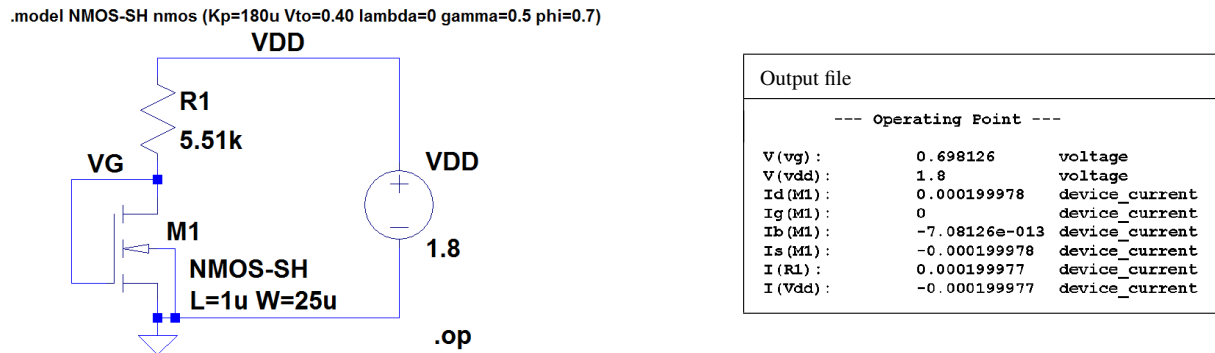 .model NMOS-SH nmos (Kp=180u Vto=0.40 lambda=0 gamma=0.5 phi=0.7)
VDD
R1
5.51k
VG
VDD
M1
1.8
NMOS-SH
L=1u W=25u
.op
Output file
--- Operating Point ---
V(vg): 0.698126 voltage
V(vdd): 1.8 voltage
Id(M1): 0.000199978 device_current
Ig(M1): 0 device_current
Ib(M1): -7.08126e-013 device_current
Is(M1): -0.000199978 device_current
I(R1): 0.000199977 device_current
I(Vdd): -0.000199977 device_current